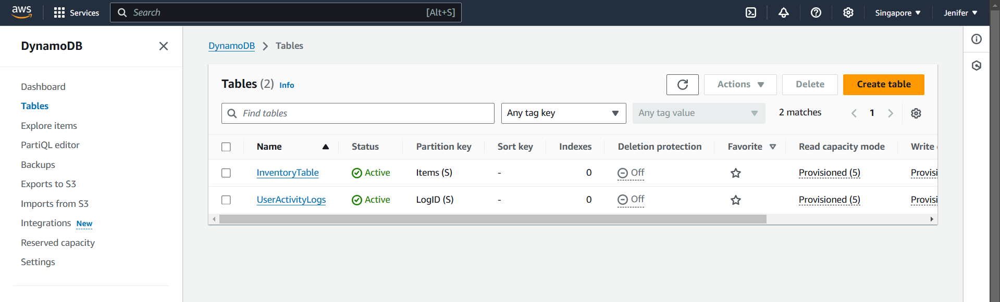 aws Services Search [Alt+S] Singapore Jenifer
DynamoDB
Dashboard
Tables
Explore items
PartiQL editor
Backups
Exports to S3
Imports from S3
Integrations New
Reserved capacity
Settings
DynamoDB > Tables
Tables (2) Info Actions Delete Create table
Find tables Any tag key Any tag value 2 matches 1
Name Status Partition key Sort key Indexes Deletion protection Favorite Read capacity mode Write
InventoryTable Active Items (S) - 0 Off Provisioned (5) Provisi
UserActivityLogs Active LogID (S) - 0 Off Provisioned (5) Provisi